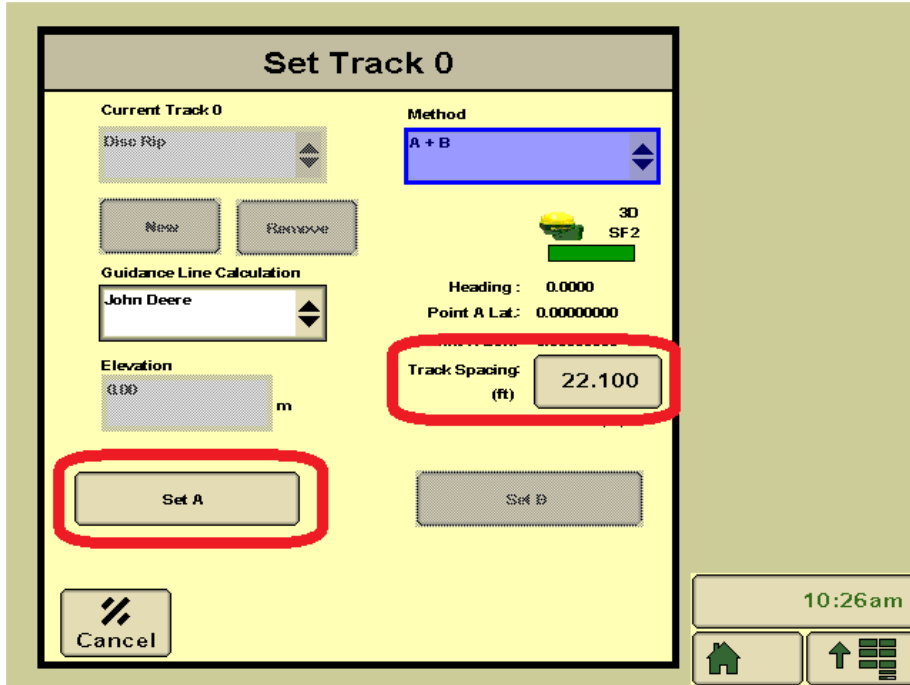 Set Track 0
Current Track 0
Disc Rip
Method
A + B
New
Remove
3D
SF2
Guidance Line Calculation
John Deere
Heading : 0.0000
Point A Lat.: 0.00000000
Elevation
0.00
m
Track Spacing:
(ft)
22.100
Set A
Set B
Cancel
10:26am